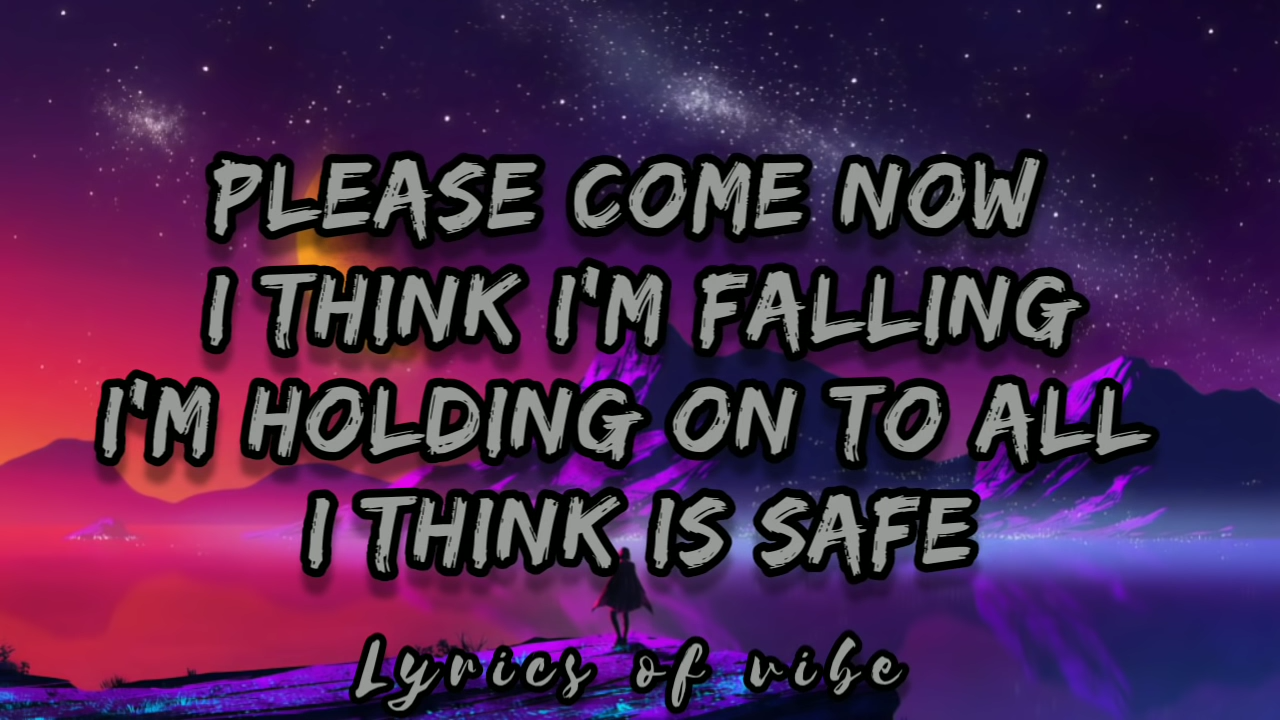 PLEASE COME NOW
I THINK I'M FALLING
I'M HOLDING ON TO ALL
I THINK IS SAFE
Lyrics of vibe